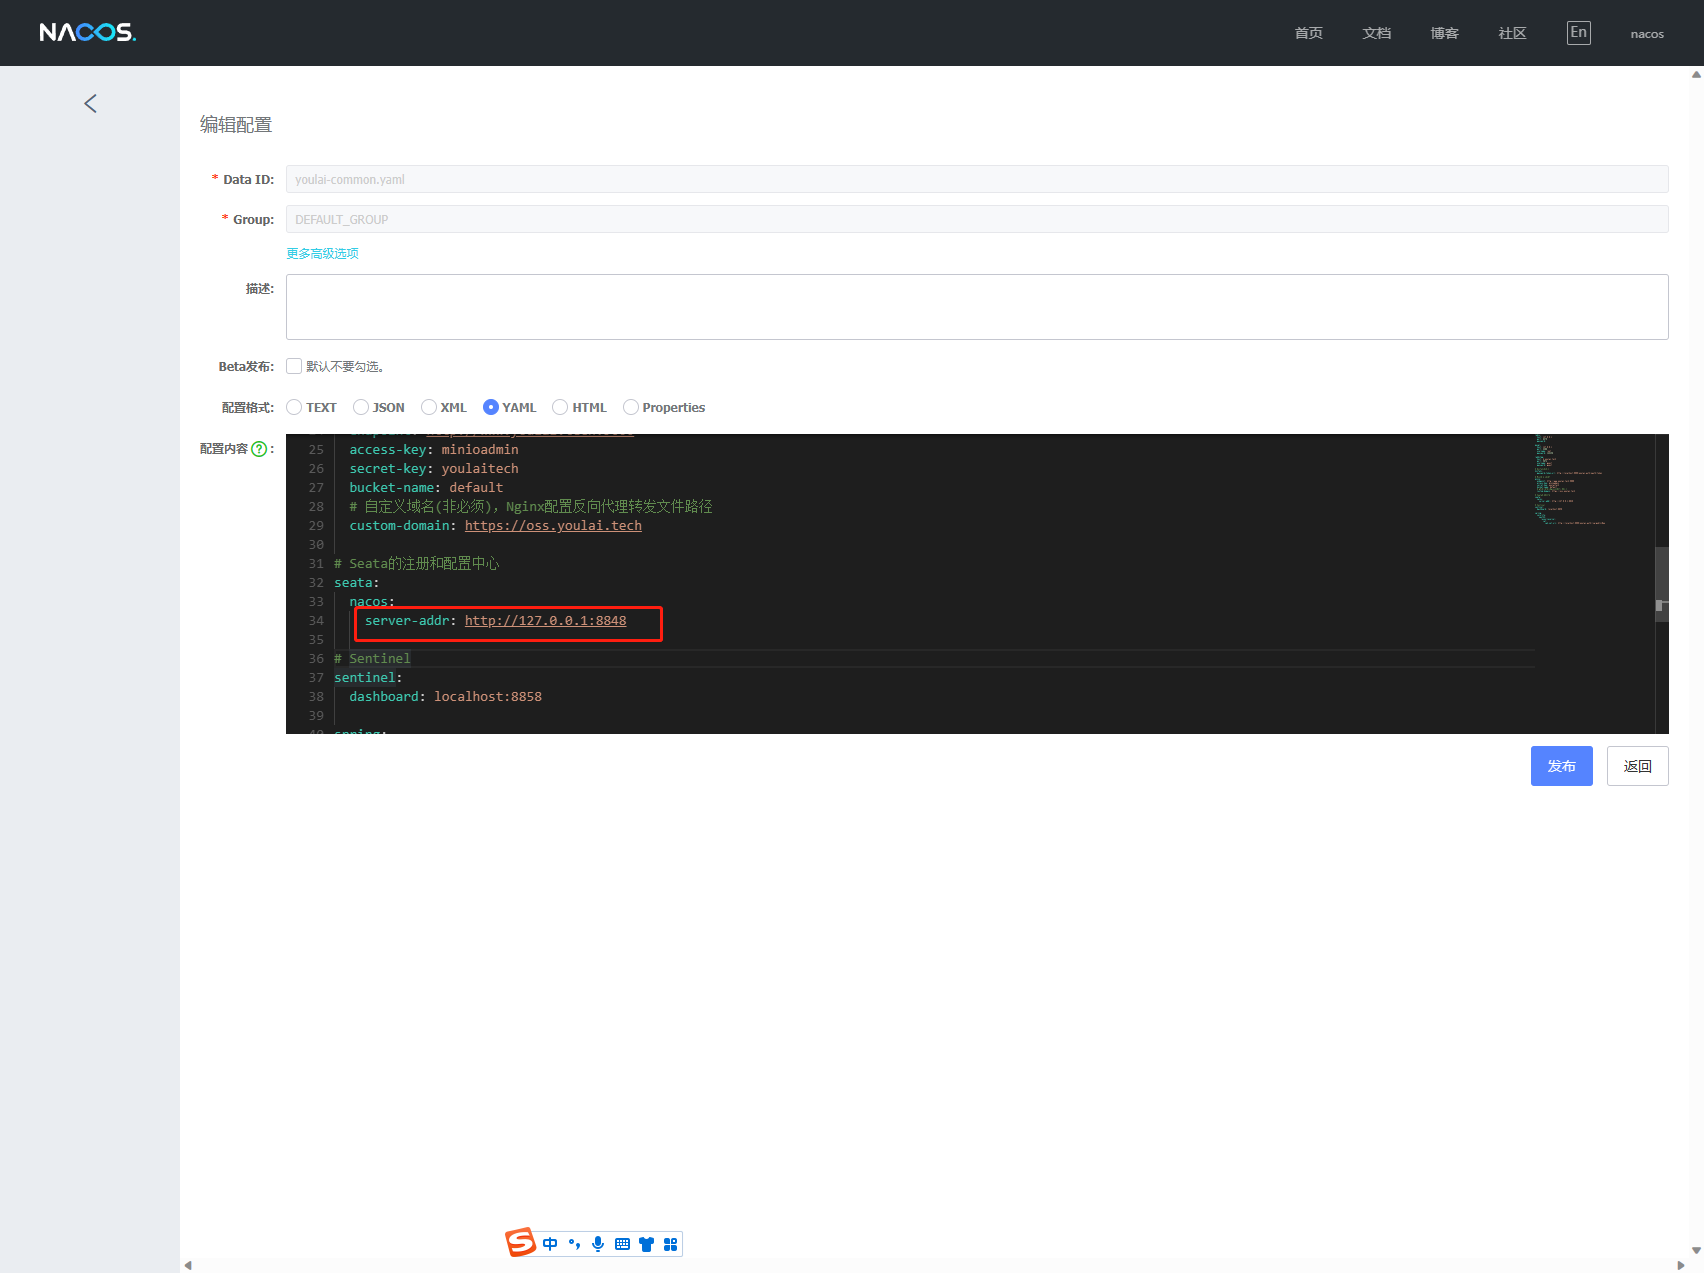 NACOS.
首页 文档 博客 社区 En nacos
编辑配置
* Data ID: youlai-common.yaml
* Group: DEFAULT_GROUP
更多高级选项
描述:
Beta发布: 默认不要勾选。
配置格式: TEXT JSON XML YAML HTML Properties
配置内容 ? :
25 access-key: minioadmin
26 secret-key: youlaitech
27 bucket-name: default
28 # 自定义域名(非必须)，Nginx配置反向代理转发文件路径
29 custom-domain: https://oss.youlai.tech
30
31 # Seata的注册和配置中心
32 seata:
33 nacos:
34 server-addr: http://127.0.0.1:8848
35
36 # Sentinel
37 sentinel:
38 dashboard: localhost:8858
39
40 spring:
发布 返回
S 中